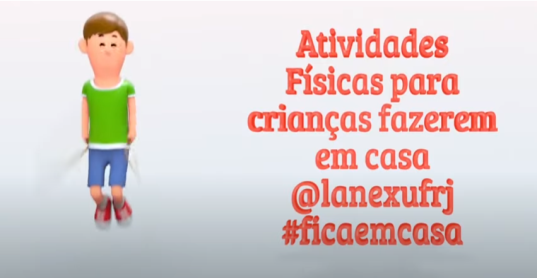 Atividades
Físicas para
crianças fazerem
em casa
@lanexufrj
#ficaemcasa